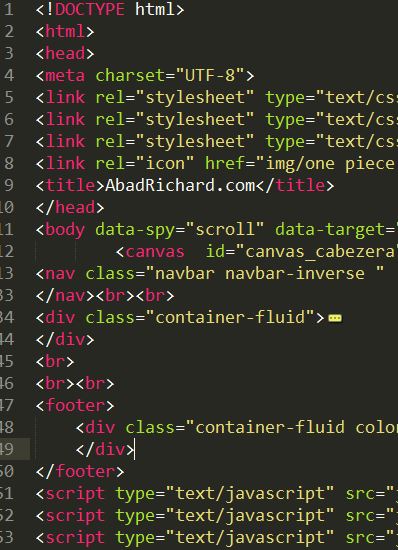 1 <!DOCTYPE html>
2 <html>
3 <head>
4 <meta charset="UTF-8">
5 <link rel="stylesheet" type="text/css
6 <link rel="stylesheet" type="text/css
7 <link rel="stylesheet" type="text/css
8 <link rel="icon" href="img/one piece
9 <title>AbadRichard.com</title>
10 </head>
11 <body data-spy="scroll" data-target="
12 <canvas  id="canvas_cabezera"
13 <nav class="navbar navbar-inverse "
33 </nav><br><br>
34 <div class="container-fluid">
44 </div>
45 <br>
46 <br><br>
47 <footer>
48 <div class="container-fluid color
49 </div>
50 </footer>
51 <script type="text/javascript" src="j
52 <script type="text/javascript" src="j
53 <script type="text/javascript" src="j